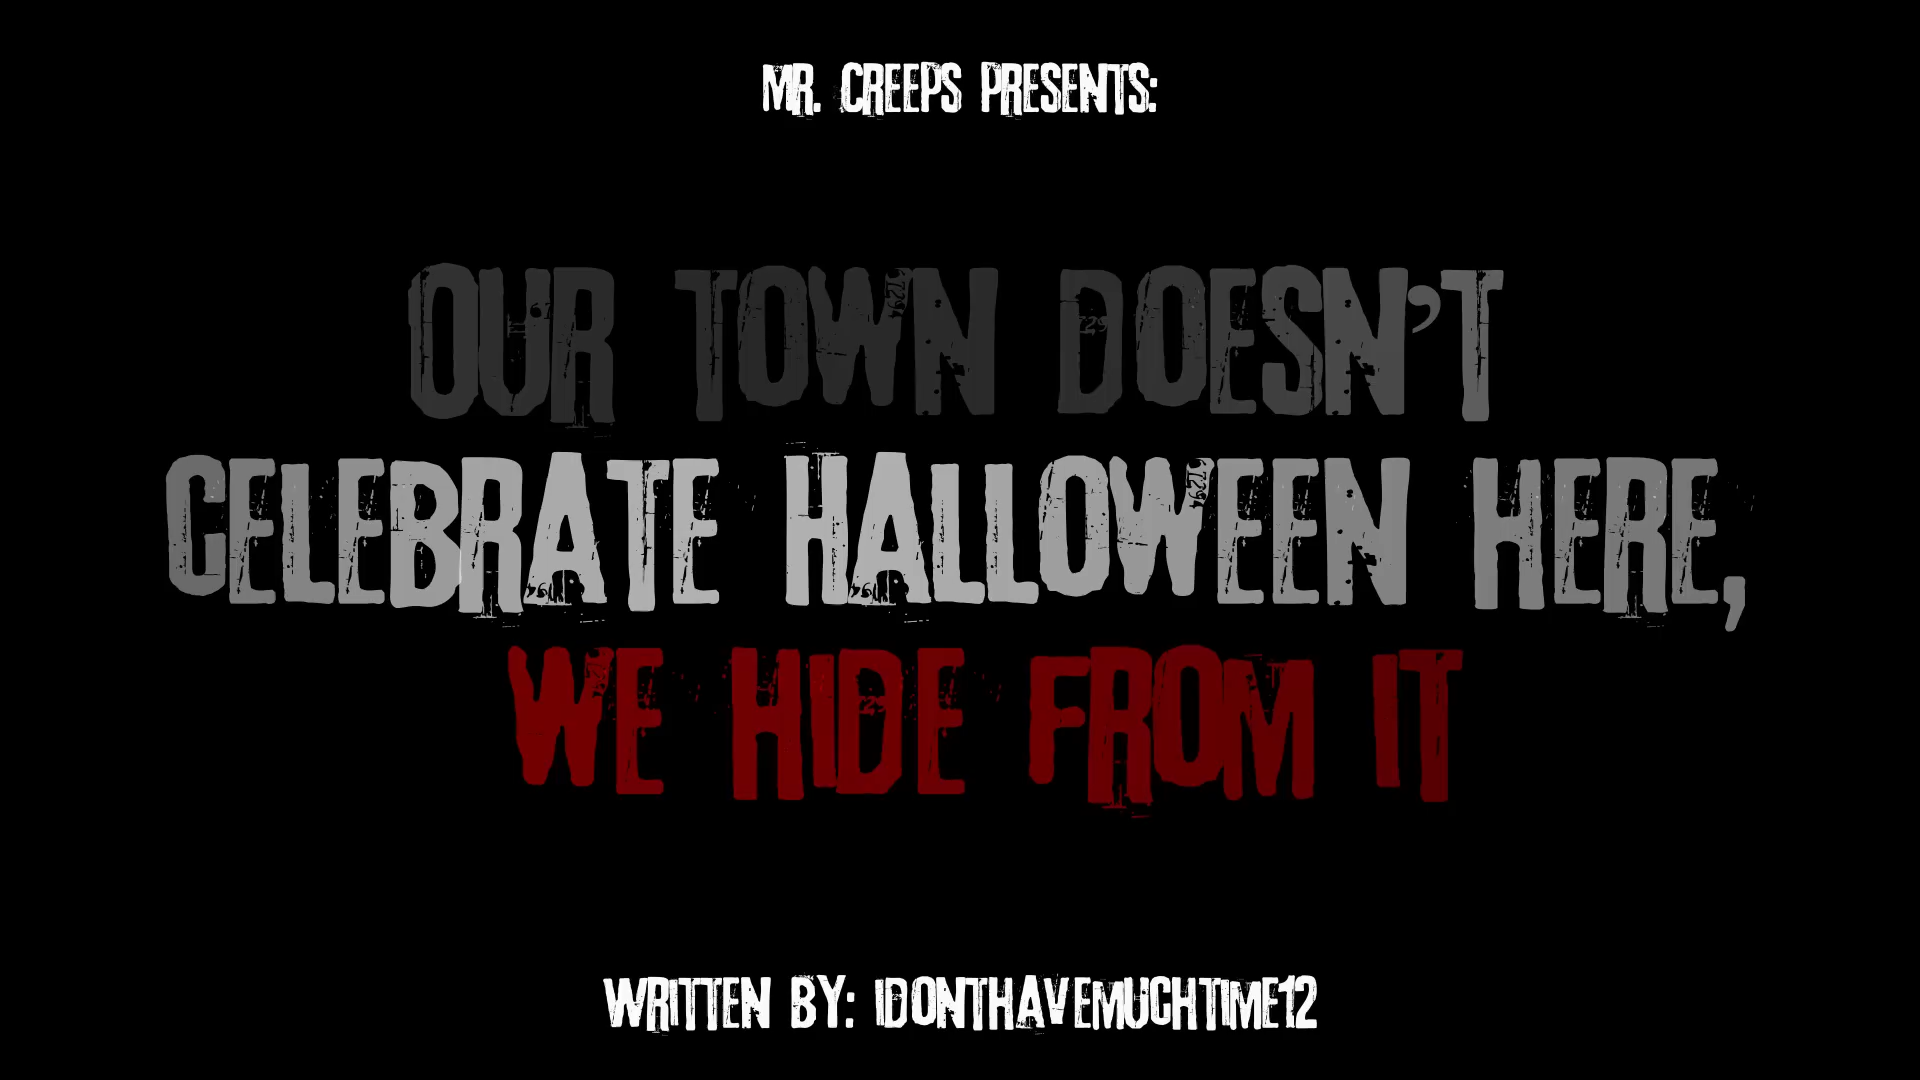 MR. CREEPS PRESENTS:
OUR TOWN DOESN’T
CELEBRATE HALLOWEEN HERE,
WE HIDE FROM IT
WRITTEN BY: IDONTHAVEMUCHTIME12